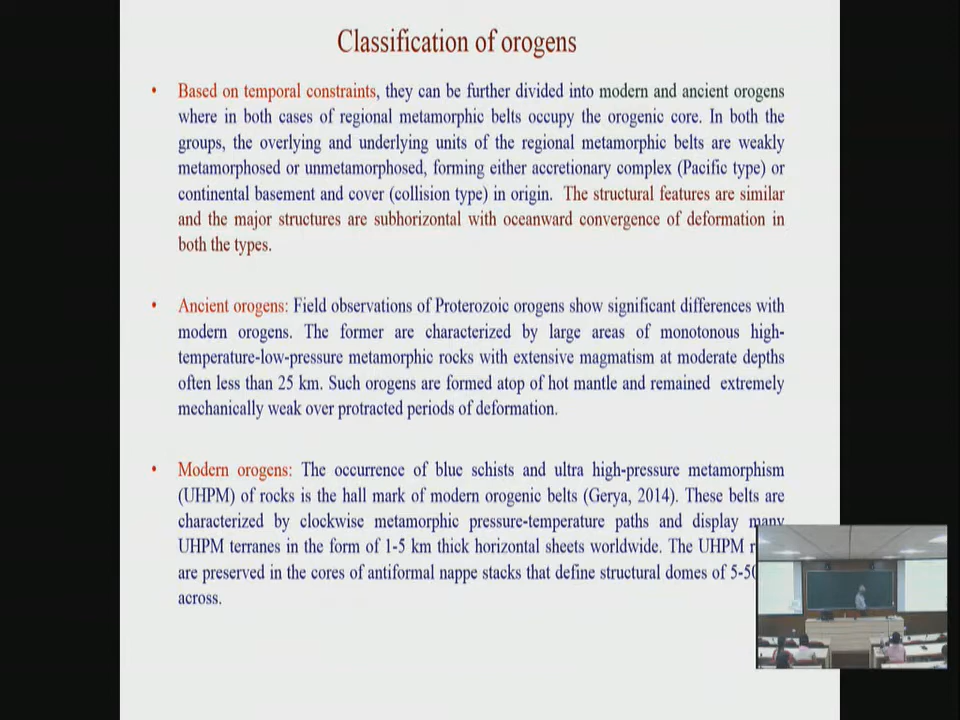 Classification of orogens
• Based on temporal constraints, they can be further divided into modern and ancient orogens
where in both cases of regional metamorphic belts occupy the orogenic core. In both the
groups, the overlying and underlying units of the regional metamorphic belts are weakly
metamorphosed or unmetamorphosed, forming either accretionary complex (Pacific type) or
continental basement and cover (collision type) in origin. The structural features are similar
and the major structures are subhorizontal with oceanward convergence of deformation in
both the types.
• Ancient orogens: Field observations of Proterozoic orogens show significant differences with
modern orogens. The former are characterized by large areas of monotonous high-
temperature-low-pressure metamorphic rocks with extensive magmatism at moderate depths
often less than 25 km. Such orogens are formed atop of hot mantle and remained extremely
mechanically weak over protracted periods of deformation.
• Modern orogens: The occurrence of blue schists and ultra high-pressure metamorphism
(UHPM) of rocks is the hall mark of modern orogenic belts (Gerya, 2014). These belts are
characterized by clockwise metamorphic pressure-temperature paths and display many
UHPM terranes in the form of 1-5 km thick horizontal sheets worldwide. The UHPM
are preserved in the cores of antiformal nappe stacks that define structural domes of
across.